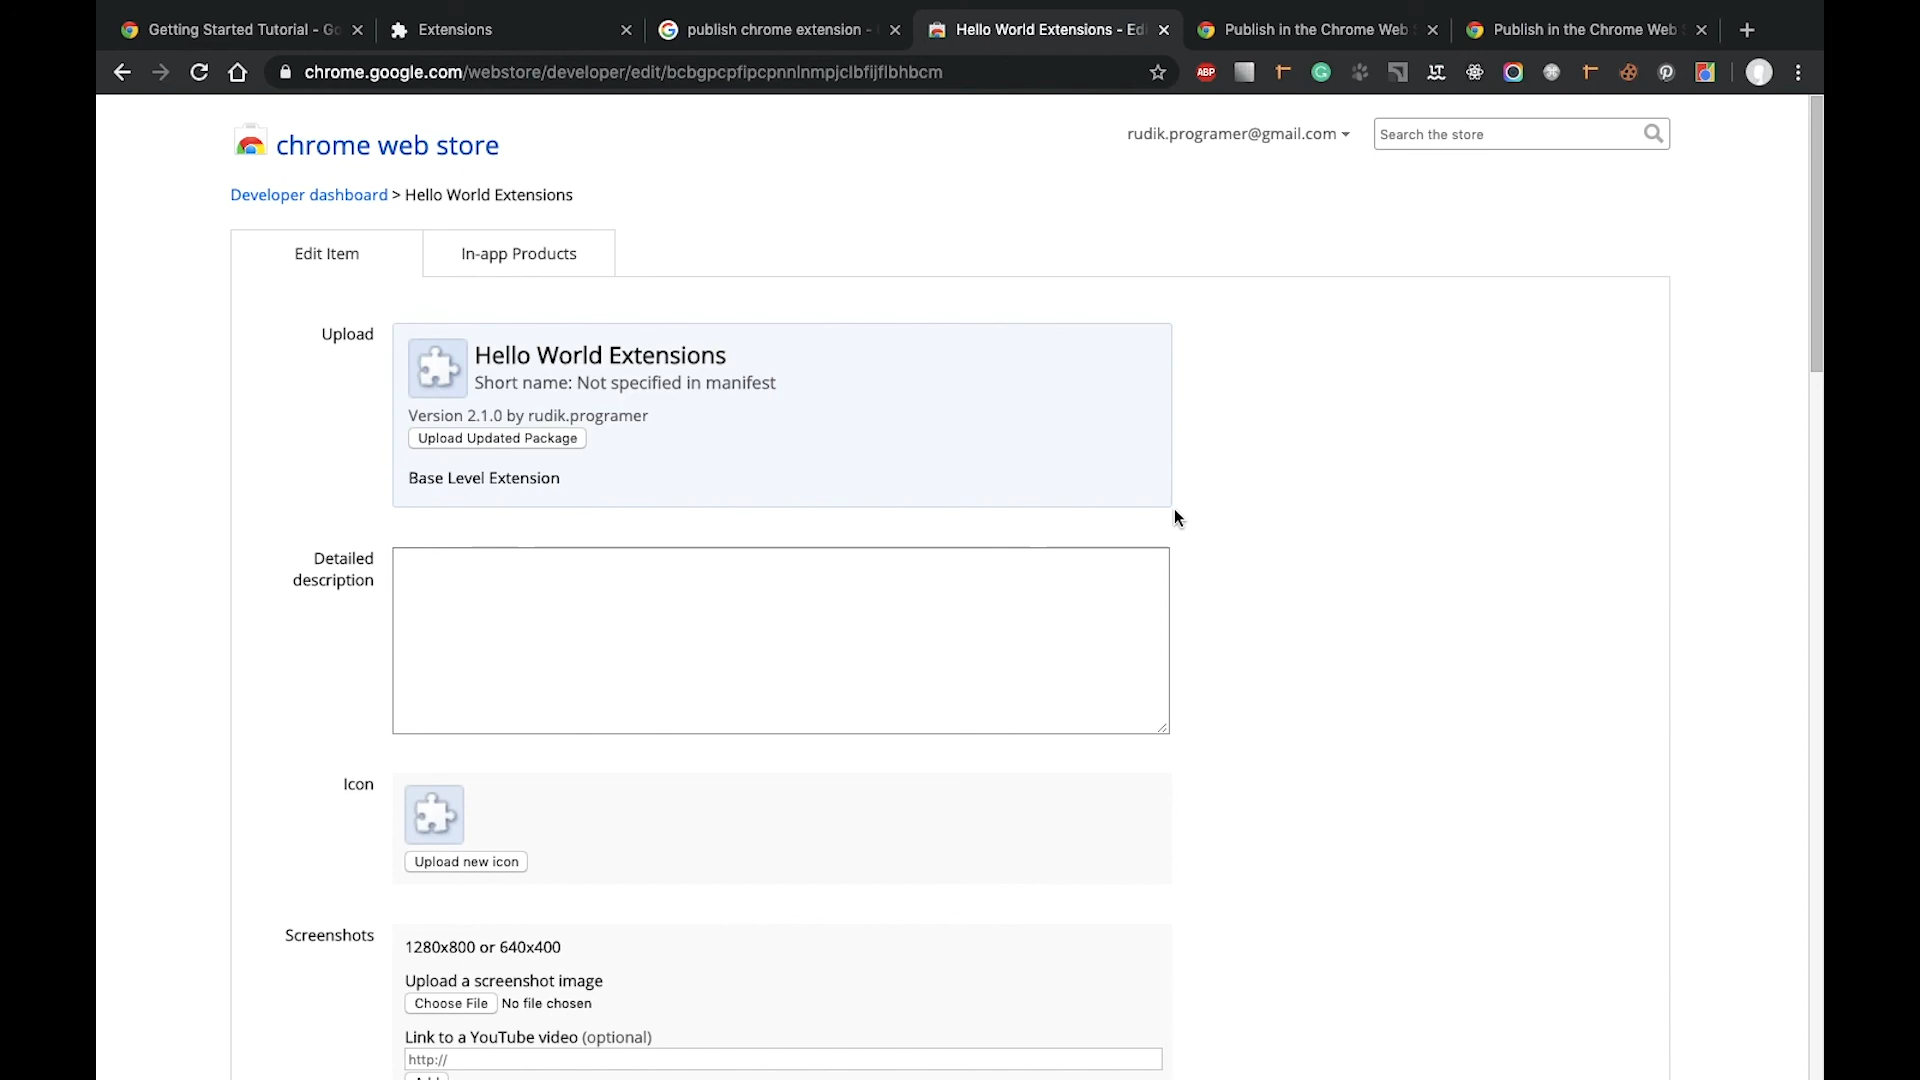 Getting Started Tutorial - Go
Extensions
publish chrome extension -
Hello World Extensions - Edi
Publish in the Chrome Web S
Publish in the Chrome Web S
chrome.google.com/webstore/developer/edit/bcbgpcpfipcpnnlnmpjclbfijflbhbcm
ABP
chrome web store
rudik.programer@gmail.com
Search the store
Developer dashboard > Hello World Extensions
Edit Item
In-app Products
Upload
Hello World Extensions
Short name: Not specified in manifest
Version 2.1.0 by rudik.programer
Upload Updated Package
Base Level Extension
Detailed
description
Icon
Upload new icon
Screenshots
1280x800 or 640x400
Upload a screenshot image
Choose File No file chosen
Link to a YouTube video (optional)
http://